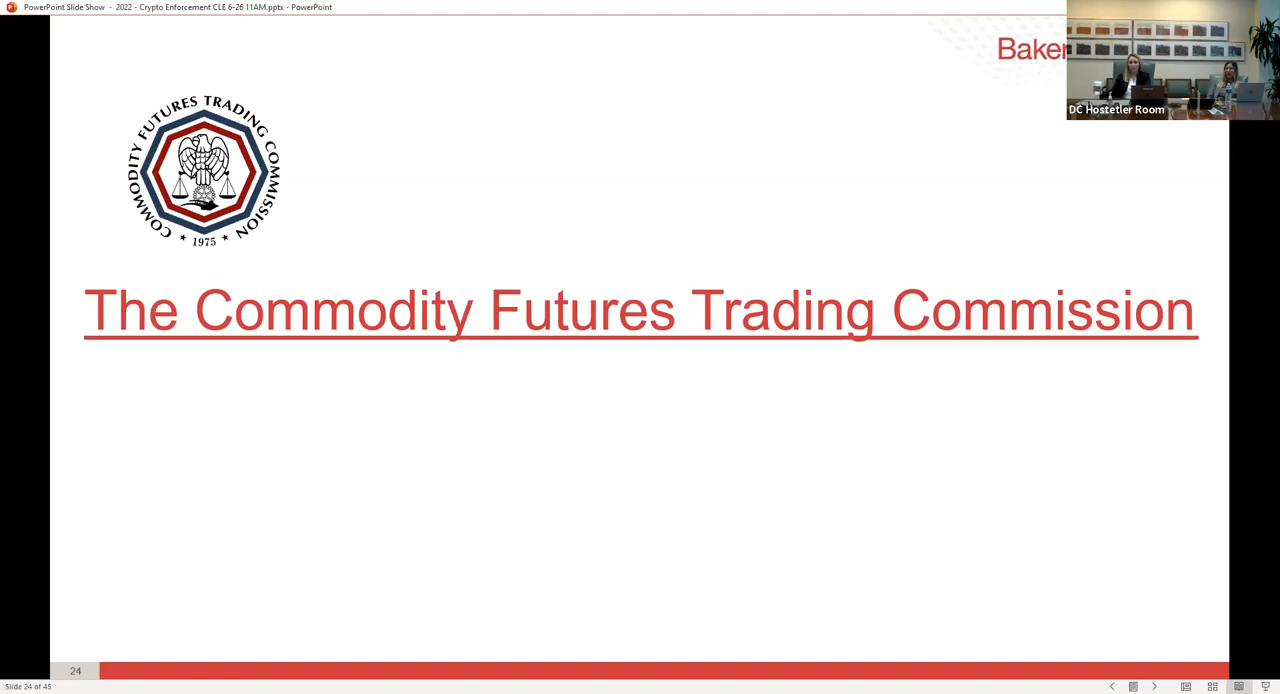 PowerPoint Slide Show - 2022 - Crypto Enforcement CLE 6-26 11AM.pptx - PowerPoint
Baker
DC Hostetler Room
COMMODITY FUTURES TRADING COMMISSION
★ 1975 ★
The Commodity Futures Trading Commission
24
Slide 24 of 45